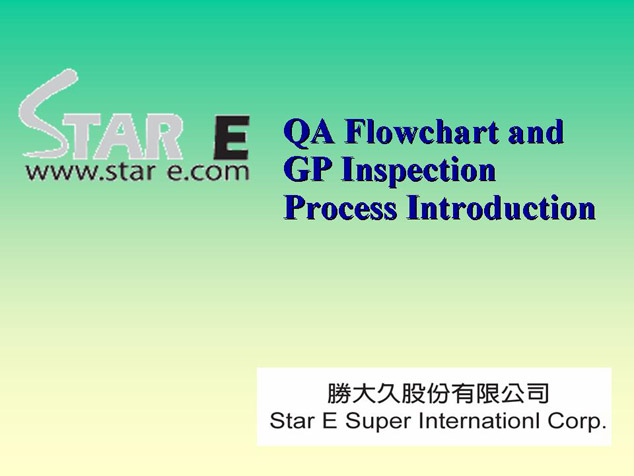 STAR E
www.star e.com
QA Flowchart and
GP Inspection
Process Introduction
勝大久股份有限公司
Star E Super Internationl Corp.